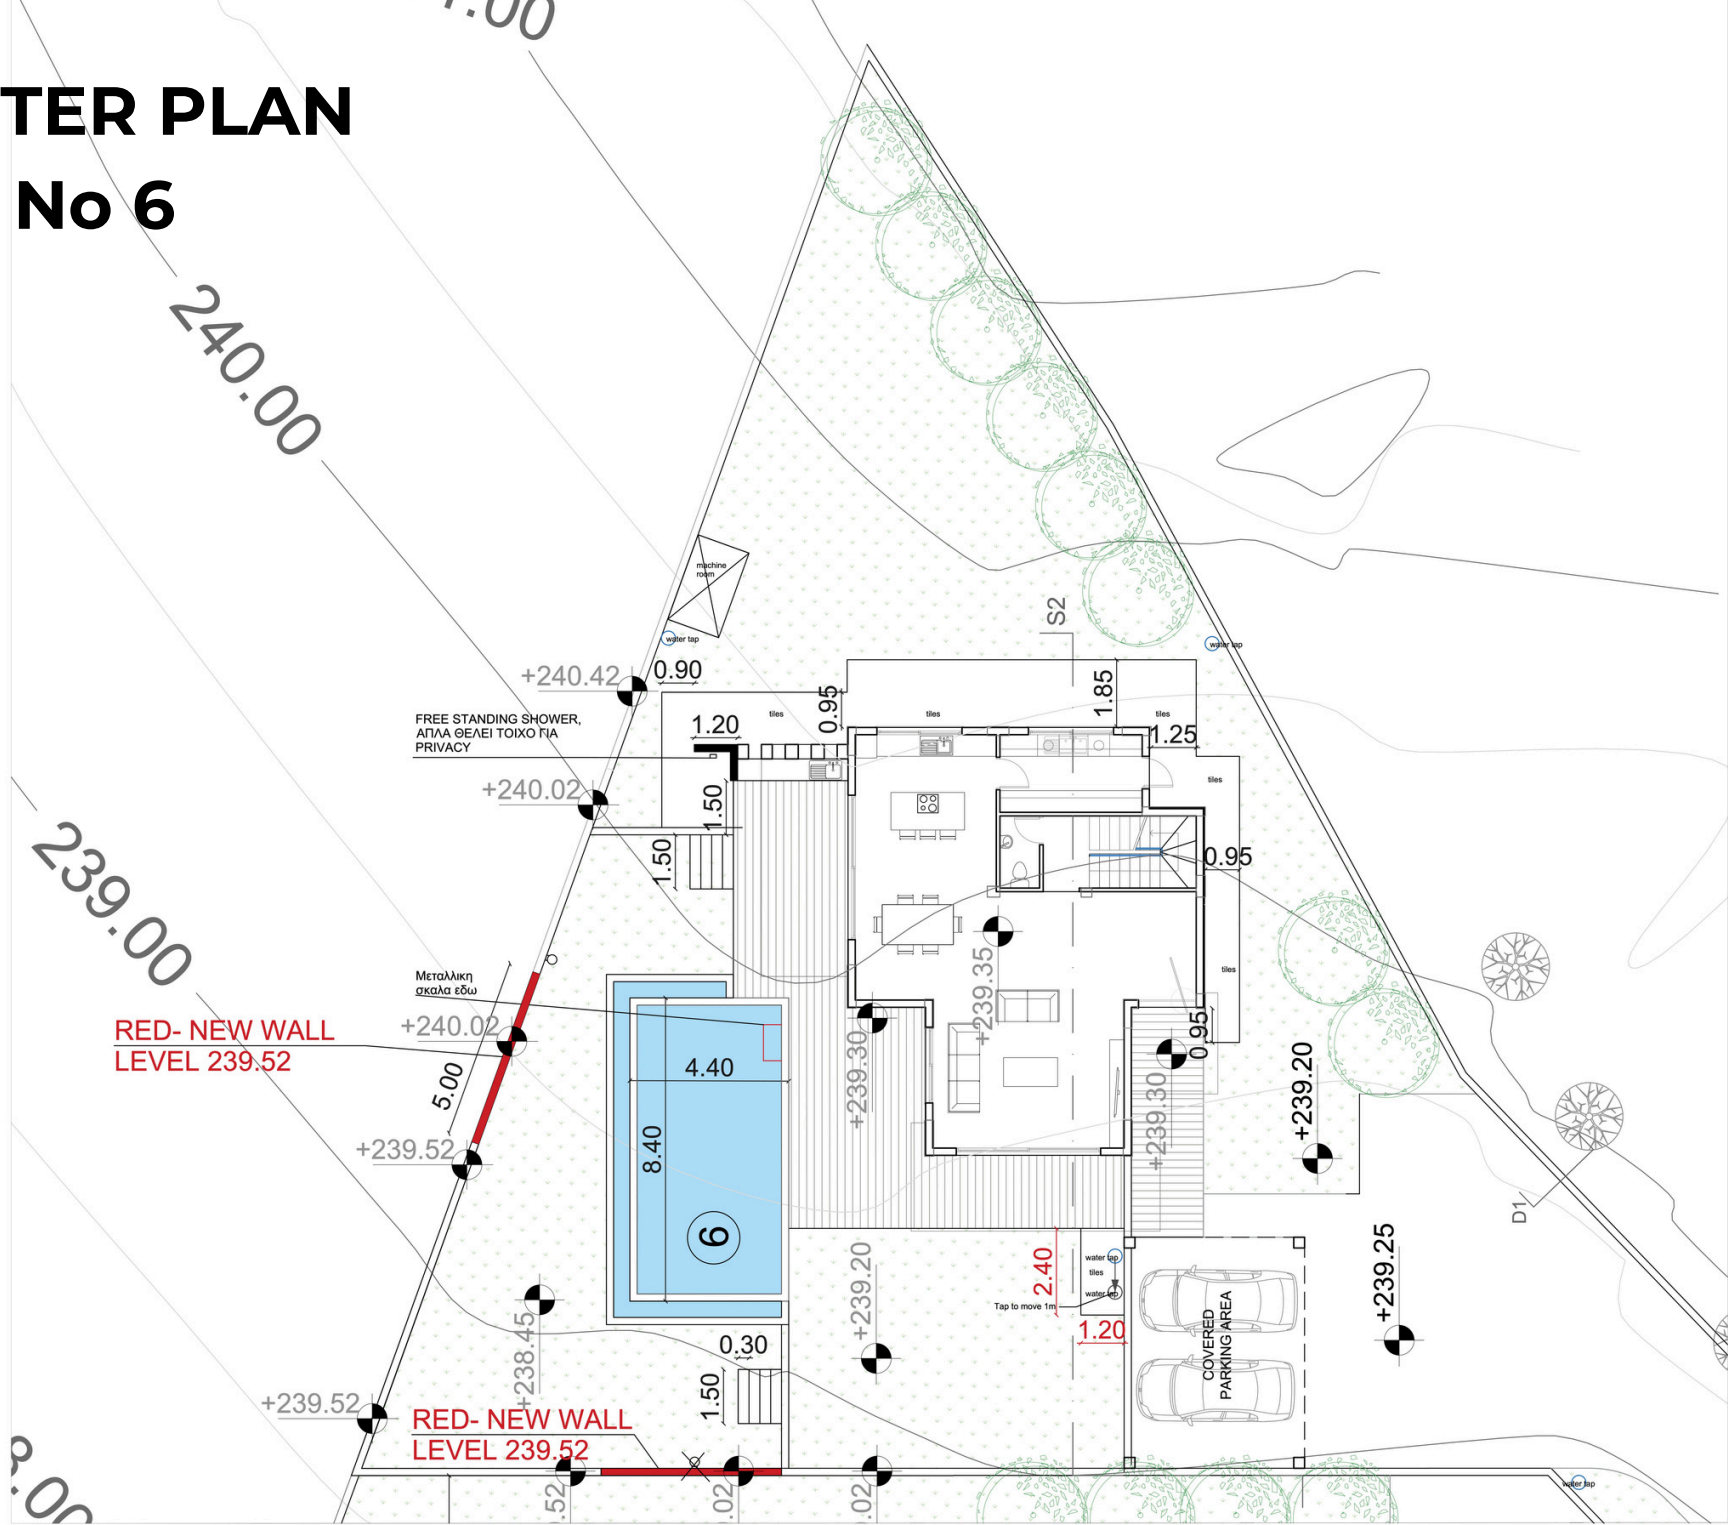 TER PLAN
No 6
240.00
239.00
machine
room
water tap
water tap
S2
+240.42
0.90
0.95
1.85
FREE STANDING SHOWER,
ΑΠΛΑ ΘΕΛΕΙ ΤΟΙΧΟ ΓΙΑ
PRIVACY
1.20
tiles
tiles
tiles
1.25
tiles
+240.02
1.50
1.50
0.95
Μεταλλικη
σκαλα εδω
tiles
+239.35
RED- NEW WALL
LEVEL 239.52
+240.02
5.00
4.40
8.40
+239.30
0.95
+239.30
+239.20
+239.52
6
D1
+238.45
+239.20
2.40
water tap
tiles
water tap
Tap to move 1m
1.20
COVERED
PARKING AREA
+239.25
0.30
1.50
+239.52
RED- NEW WALL
LEVEL 239.52
.52
.02
.02
water tap